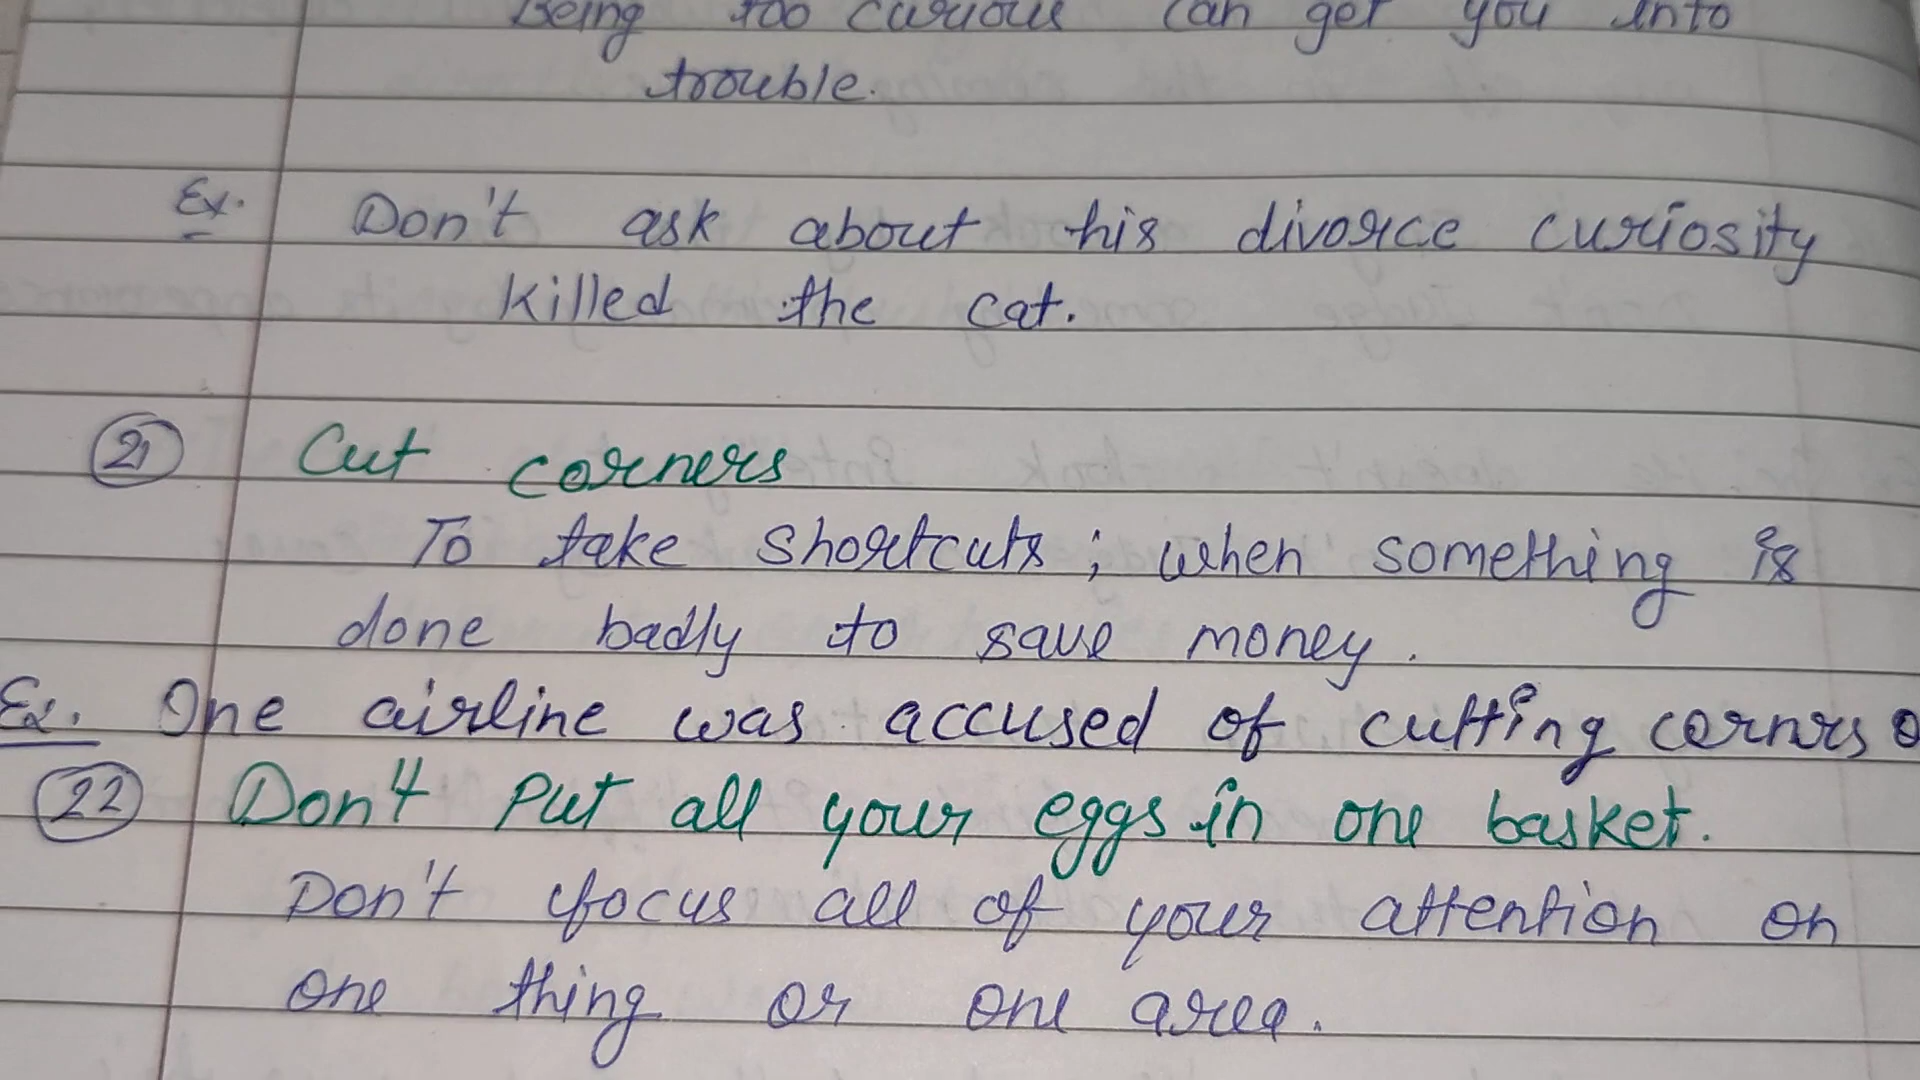 Being too curious can get you into
trouble.
Ex. Don't ask about his divorce curiosity
killed the cat.
21 Cut corners
To take shortcuts; when something is
done badly to save money.
Ex. One airline was accused of cutting cornrs
22 Don't Put all your eggs in one basket.
Don't focus all of your attention on
one thing or one area.